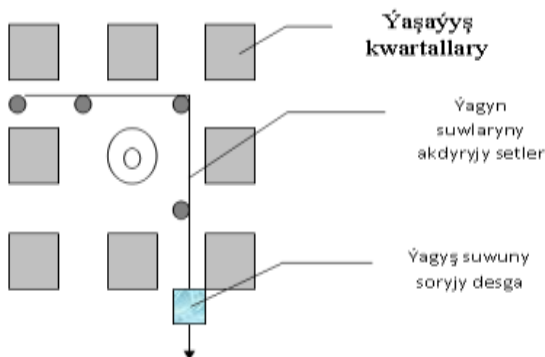 Ýaşaýyş
kwartallary
Ýagyn
suwlaryny
akdyryjy setler
Ýagyş suwuny
soryjy desga